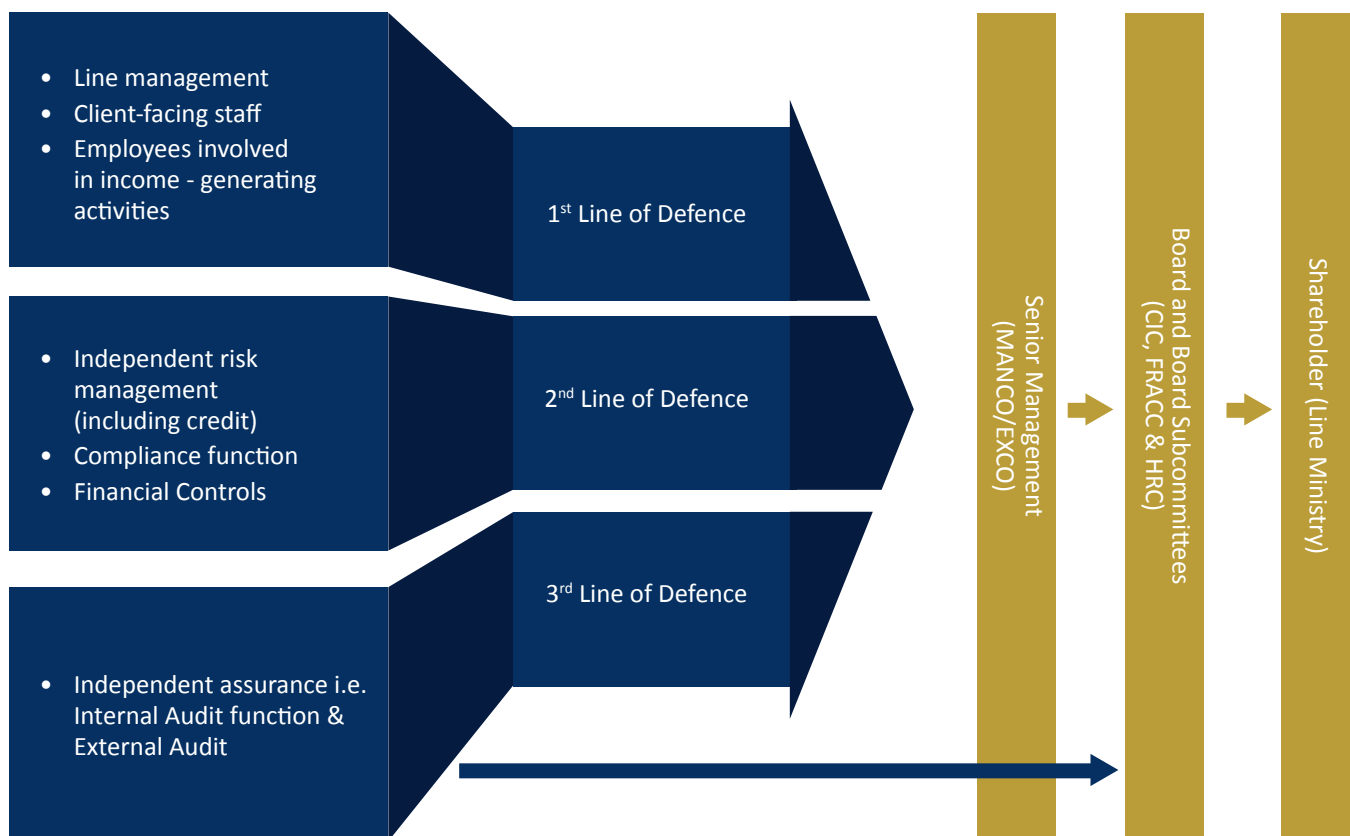 • Line management
• Client-facing staff
• Employees involved
in income - generating
activities
1st Line of Defence
• Independent risk
management
(including credit)
• Compliance function
• Financial Controls
2nd Line of Defence
• Independent assurance i.e.
Internal Audit function &
External Audit
3rd Line of Defence
Senior Management
(MANCO/EXCO)
Board and Board Subcommittees
(CIC, FRACC & HRC)
Shareholder (Line Ministry)